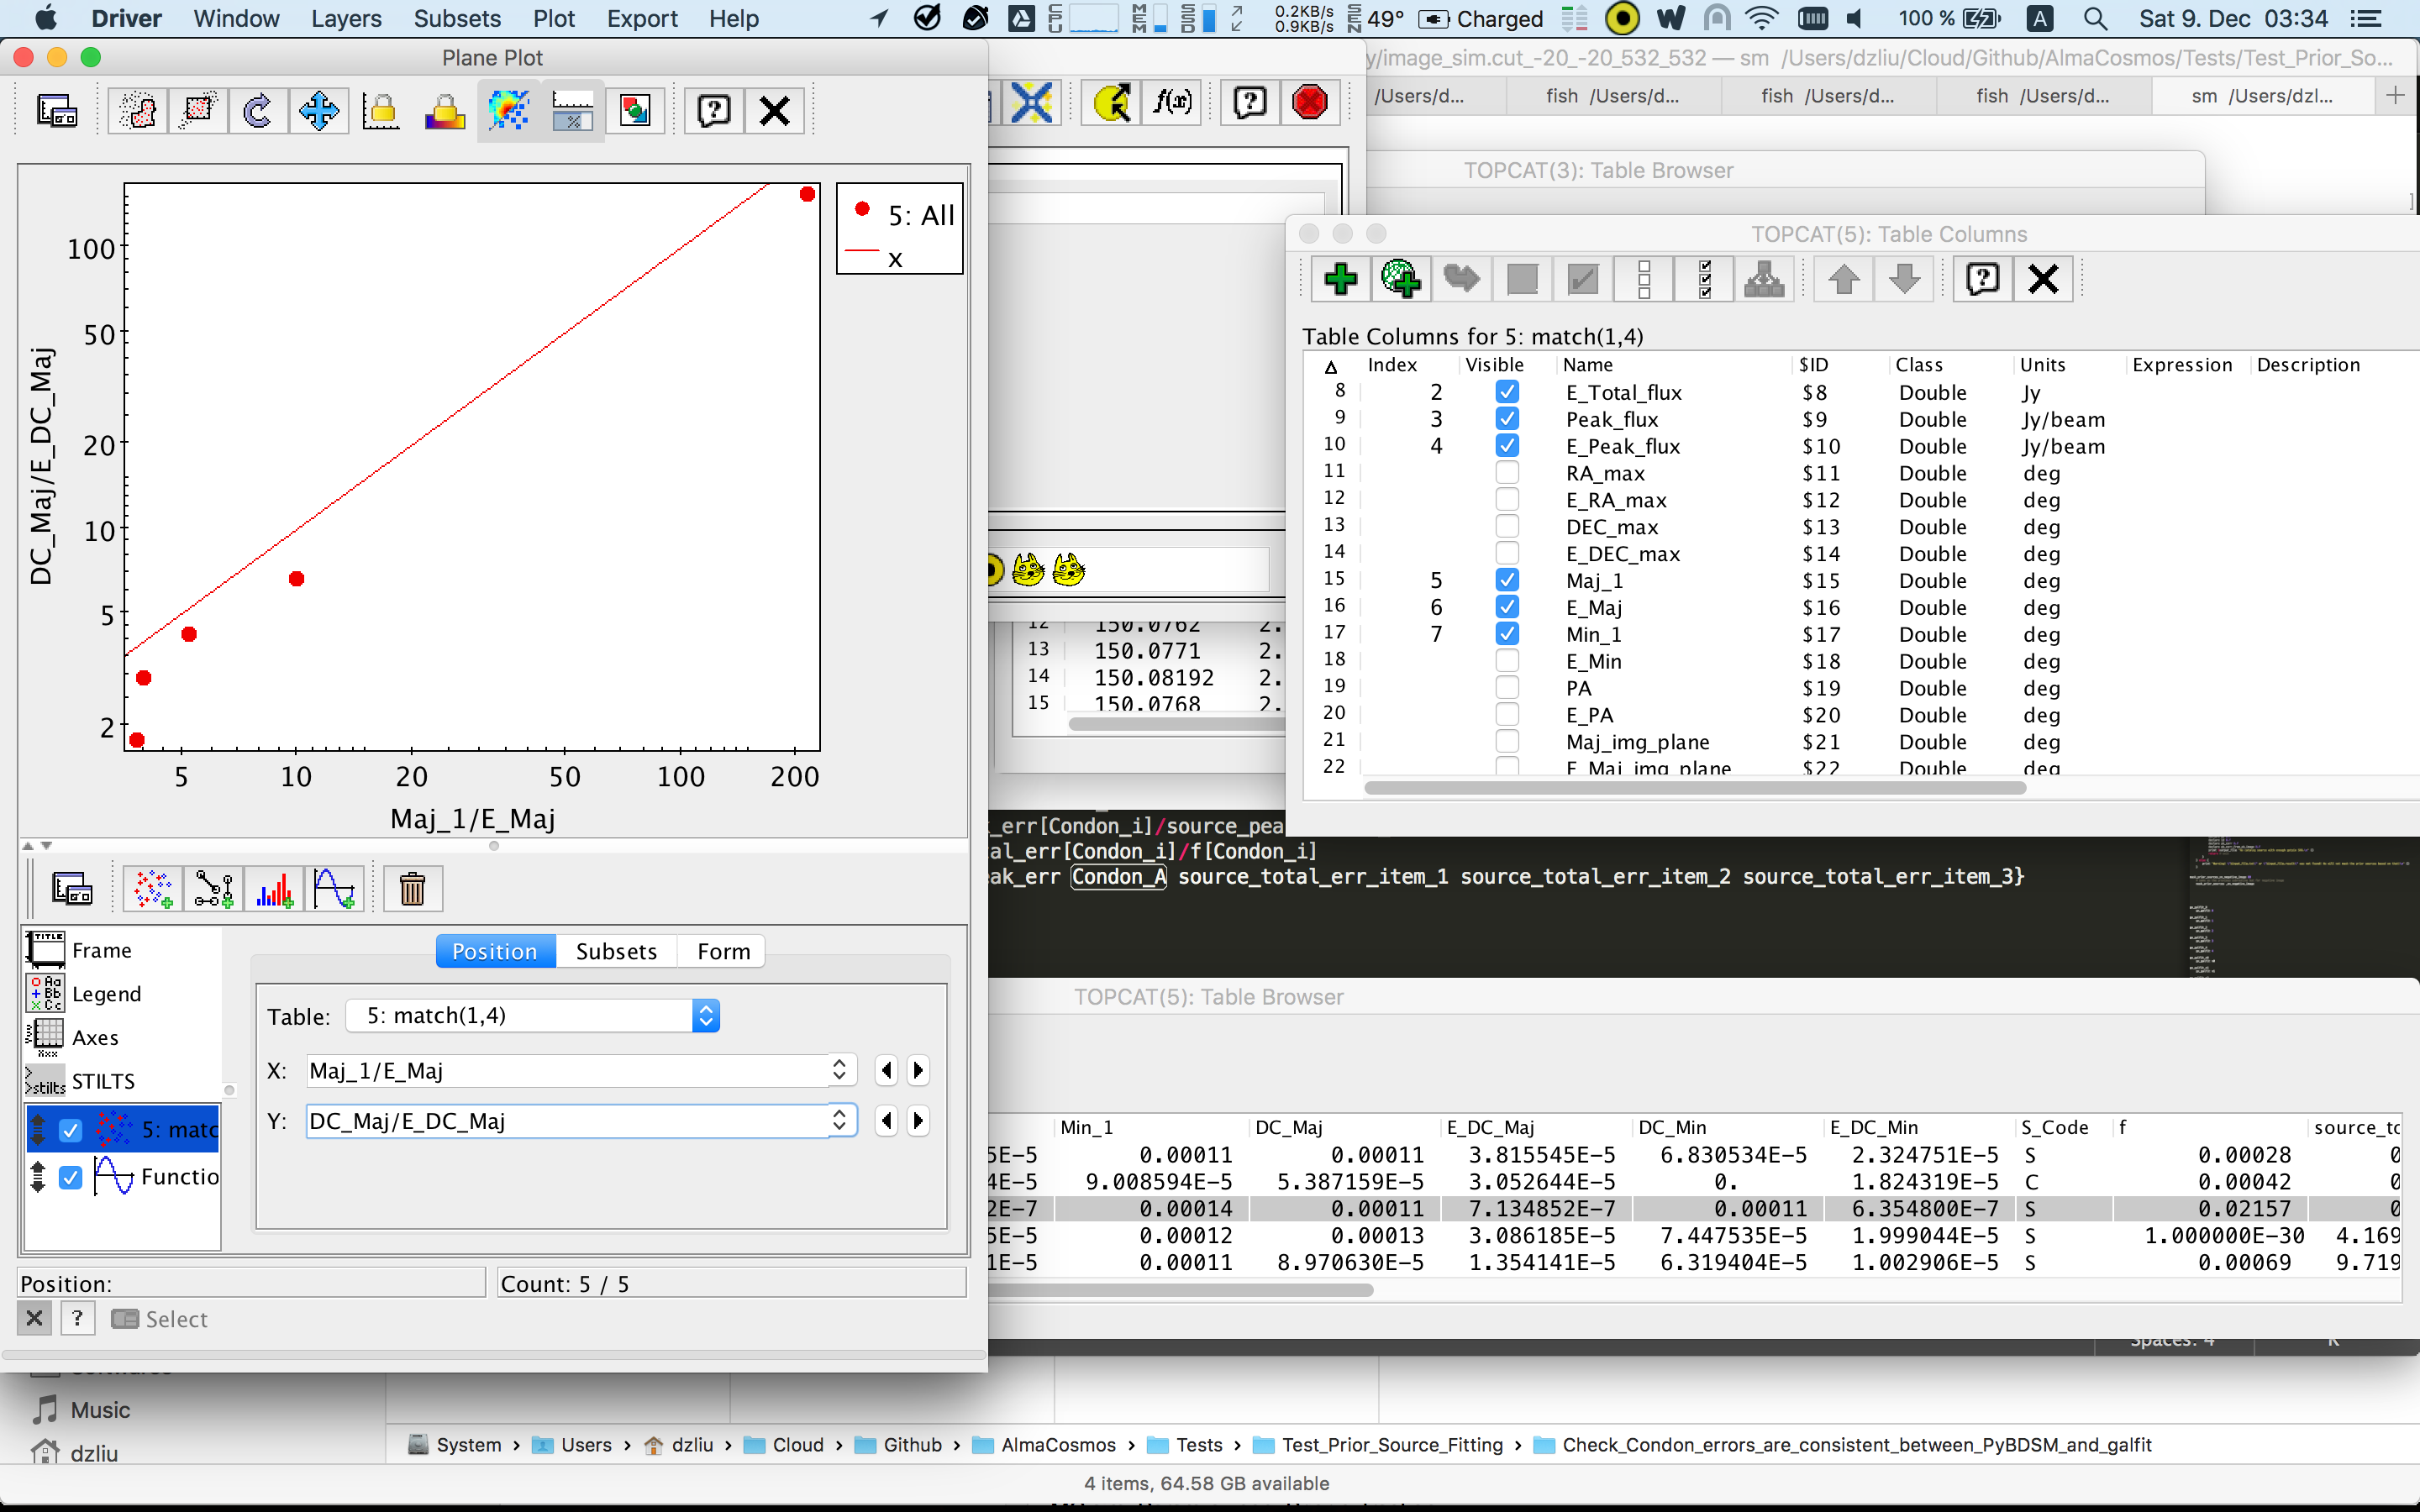 Driver Window Layers Subsets Plot Export Help
CPU MEM SSD 0.2KB/s 0.9KB/s SEN 49° Charged 100 % A Sat 9. Dec 03:34
Plane Plot
y/image_sim.cut_-20_-20_532_532 — sm /Users/dzliu/Cloud/Github/AlmaCosmos/Tests/Test_Prior_So...
/Users/d... fish /Users/d... fish /Users/d... fish /Users/d... sm /Users/dzl...
f(x)
100
50
20
10
5
2
DC_Maj/E_DC_Maj
5 10 20 50 100 200
Maj_1/E_Maj
5: All
x
TOPCAT(3): Table Browser
TOPCAT(5): Table Columns
Table Columns for 5: match(1,4)
Index Visible Name $ID Class Units Expression Description
8 2 E_Total_flux $8 Double Jy
9 3 Peak_flux $9 Double Jy/beam
10 4 E_Peak_flux $10 Double Jy/beam
11 RA_max $11 Double deg
12 E_RA_max $12 Double deg
13 DEC_max $13 Double deg
14 E_DEC_max $14 Double deg
15 5 Maj_1 $15 Double deg
16 6 E_Maj $16 Double deg
17 7 Min_1 $17 Double deg
18 E_Min $18 Double deg
19 PA $19 Double deg
20 E_PA $20 Double deg
21 Maj_img_plane $21 Double deg
22 E_Maj_img_plane $22 Double deg
12 150.0762 2.
13 150.0771 2.
14 150.08192 2.
15 150.0768 2.
_err[Condon_i]/source_pea
al_err[Condon_i]/f[Condon_i]
ak_err Condon_A source_total_err_item_1 source_total_err_item_2 source_total_err_item_3}
Frame
Legend
Axes
STILTS
5: matc
Functio
Position Subsets Form
Table: 5: match(1,4)
X: Maj_1/E_Maj
Y: DC_Maj/E_DC_Maj
Position: Count: 5 / 5
Select
TOPCAT(5): Table Browser
Min_1 DC_Maj E_DC_Maj DC_Min E_DC_Min S_Code f source_tc
5E-5 0.00011 0.00011 3.815545E-5 6.830534E-5 2.324751E-5 S 0.00028 0
4E-5 9.008594E-5 5.387159E-5 3.052644E-5 0. 1.824319E-5 C 0.00042 0
2E-7 0.00014 0.00011 7.134852E-7 0.00011 6.354800E-7 S 0.02157 0
5E-5 0.00012 0.00013 3.086185E-5 7.447535E-5 1.999044E-5 S 1.000000E-30 4.169
1E-5 0.00011 8.970630E-5 1.354141E-5 6.319404E-5 1.002906E-5 S 0.00069 9.719
Spaces: 4
Music
dzliu
System › Users › dzliu › Cloud › Github › AlmaCosmos › Tests › Test_Prior_Source_Fitting › Check_Condon_errors_are_consistent_between_PyBDSM_and_galfit
4 items, 64.58 GB available